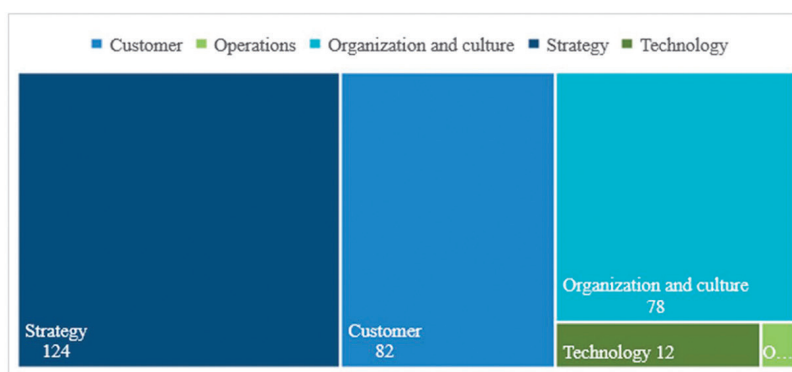 Customer Operations Organization and culture Strategy Technology
Strategy
124
Customer
82
Organization and culture
78
Technology 12
O...